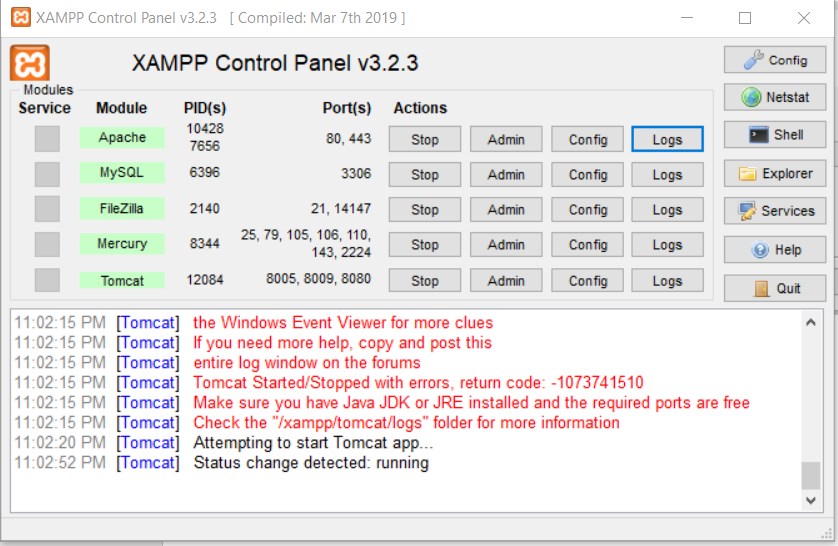 XAMPP Control Panel v3.2.3 [ Compiled: Mar 7th 2019 ]
XAMPP Control Panel v3.2.3
Config
Modules
Service Module PID(s) Port(s) Actions
Netstat
Apache 10428 7656 80, 443 Stop Admin Config Logs
Shell
MySQL 6396 3306 Stop Admin Config Logs
Explorer
FileZilla 2140 21, 14147 Stop Admin Config Logs
Services
Mercury 8344 25, 79, 105, 106, 110, 143, 2224 Stop Admin Config Logs
Help
Tomcat 12084 8005, 8009, 8080 Stop Admin Config Logs
Quit
11:02:15 PM [Tomcat] the Windows Event Viewer for more clues
11:02:15 PM [Tomcat] If you need more help, copy and post this
11:02:15 PM [Tomcat] entire log window on the forums
11:02:15 PM [Tomcat] Tomcat Started/Stopped with errors, return code: -1073741510
11:02:15 PM [Tomcat] Make sure you have Java JDK or JRE installed and the required ports are free
11:02:15 PM [Tomcat] Check the "/xampp/tomcat/logs" folder for more information
11:02:20 PM [Tomcat] Attempting to start Tomcat app...
11:02:52 PM [Tomcat] Status change detected: running